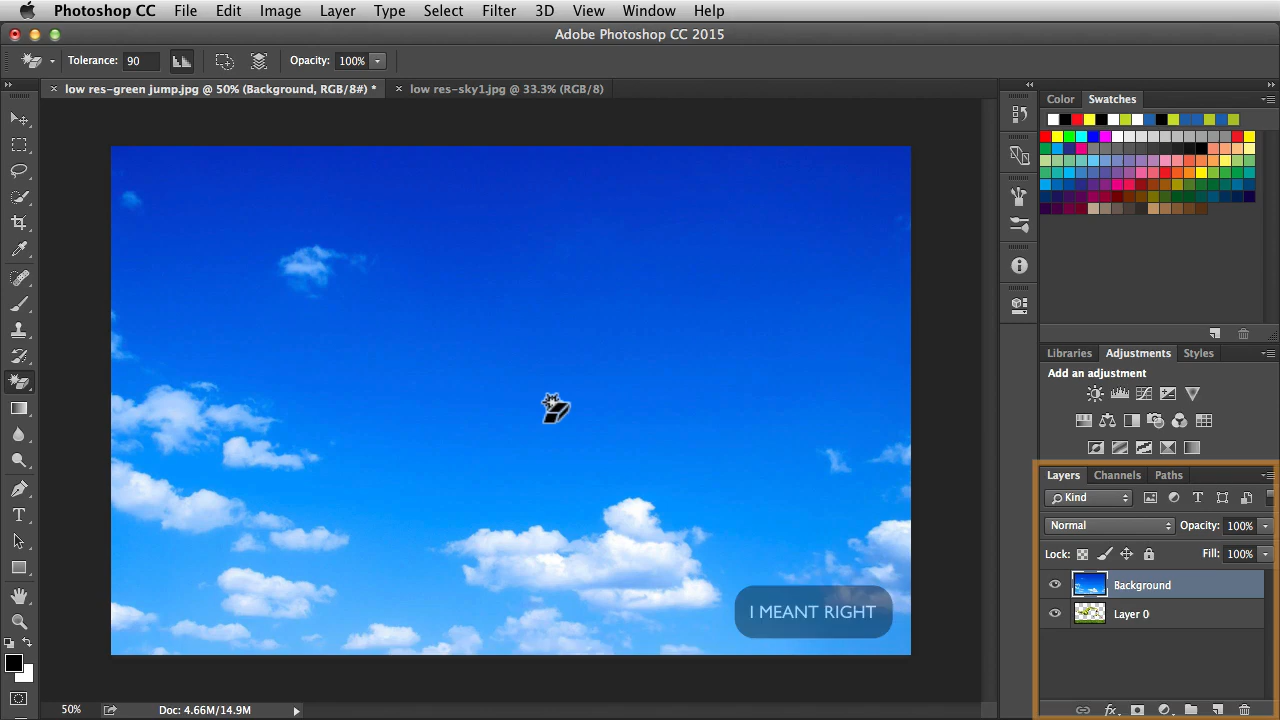 Photoshop CC File Edit Image Layer Type Select Filter 3D View Window Help
Adobe Photoshop CC 2015
Tolerance: 90 Opacity: 100%
low res-green jump.jpg @ 50% (Background, RGB/8#) * low res-sky1.jpg @ 33.3% (RGB/8)
Color Swatches
Libraries Adjustments Styles
Add an adjustment
Layers Channels Paths
Kind T
Normal Opacity: 100%
Lock: Fill: 100%
Background
Layer 0
I MEANT RIGHT
T
50% Doc: 4.66M/14.9M
fx